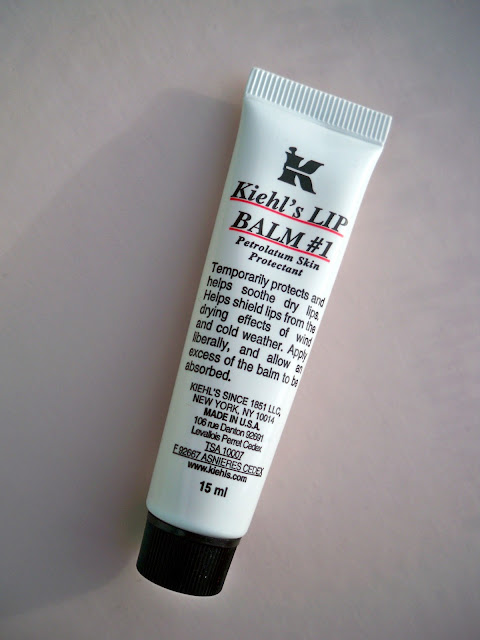 K
Kiehl's LIP
BALM #1
Petrolatum Skin
Protectant
Temporarily protects and
helps soothe dry lips.
Helps shield lips from the
drying effects of wind
and cold weather. Apply
liberally, and allow an
excess of the balm to be
absorbed.
KIEHL'S SINCE 1851 LLC,
NEW YORK, NY 10014
MADE IN U.S.A.
106 rue Danton 92691
Levallois Perret Cedex
TSA 10007
F 92667 ASNIERES CEDEX
www.kiehls.com
15 ml